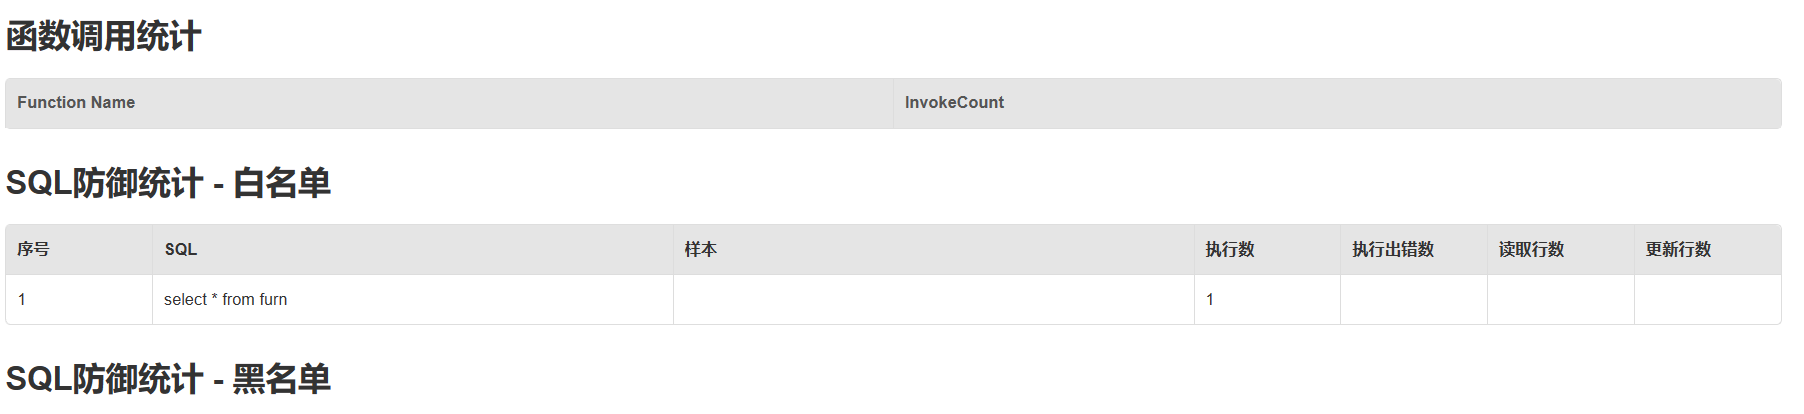 函数调用统计
Function Name InvokeCount
SQL防御统计 - 白名单
序号 SQL 样本 执行数 执行出错数 读取行数 更新行数
1 select * from furn 1
SQL防御统计 - 黑名单